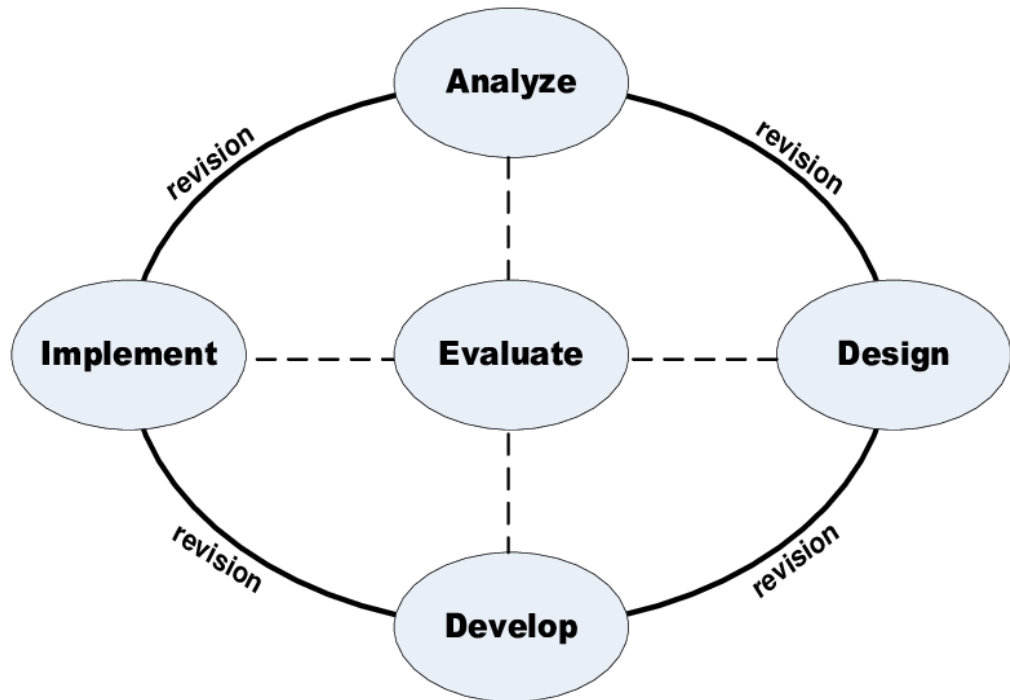 Analyze
revision
revision
Implement
Evaluate
Design
revision
revision
Develop